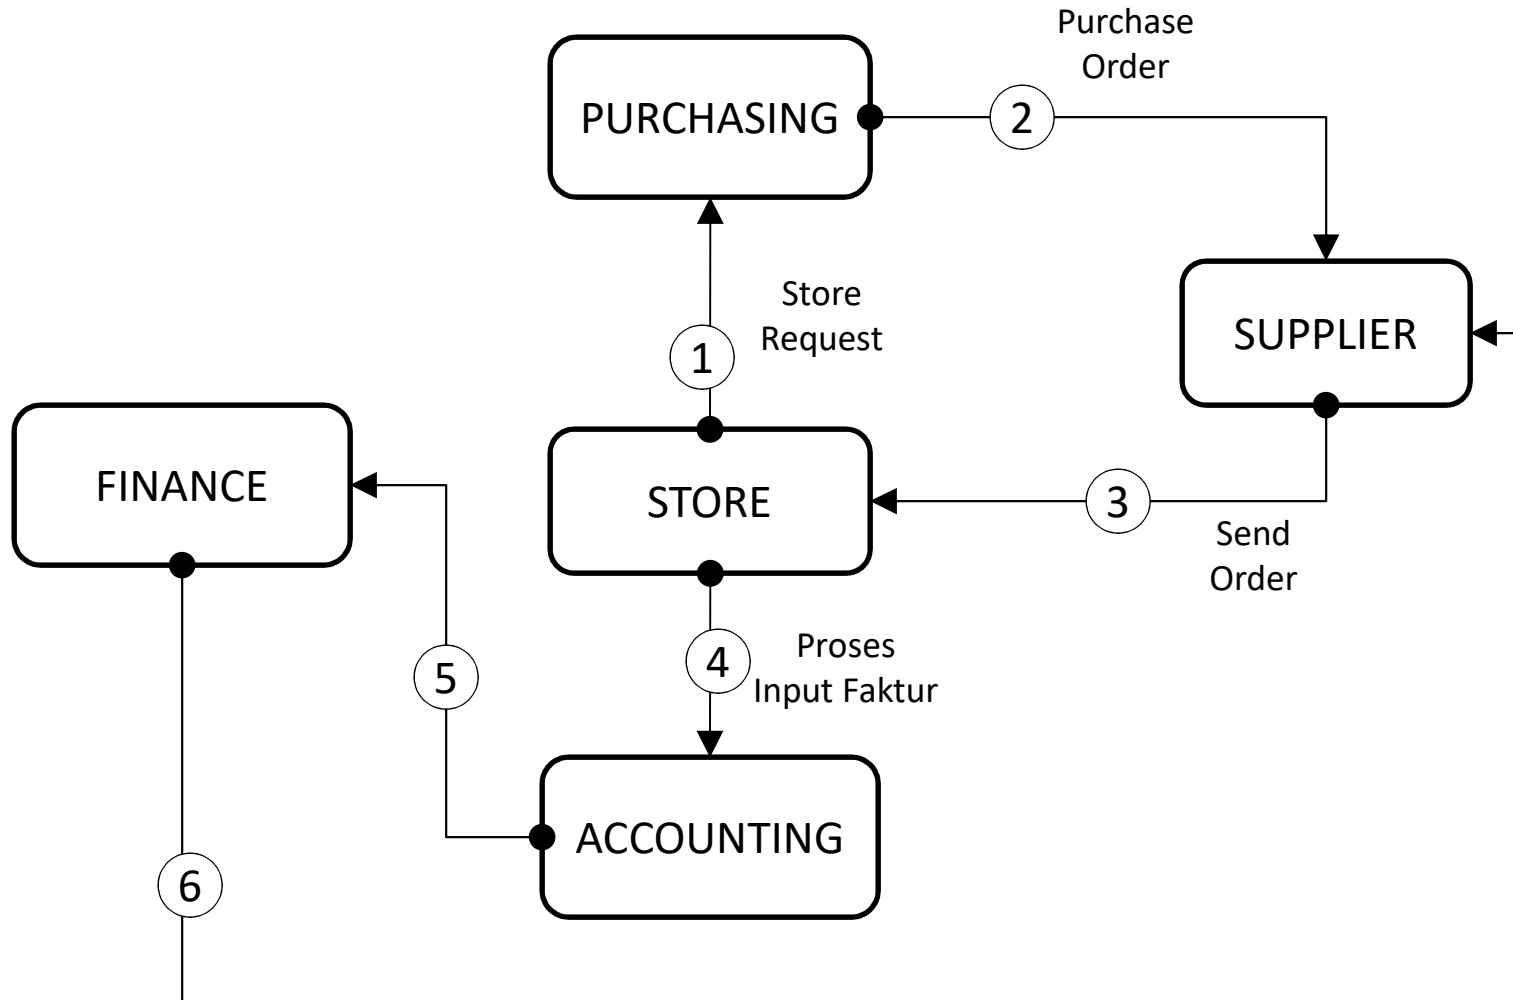 Purchase
Order
PURCHASING
2
Store
Request
SUPPLIER
1
FINANCE
STORE
3
Send
Order
5
4
Proses
Input Faktur
ACCOUNTING
6